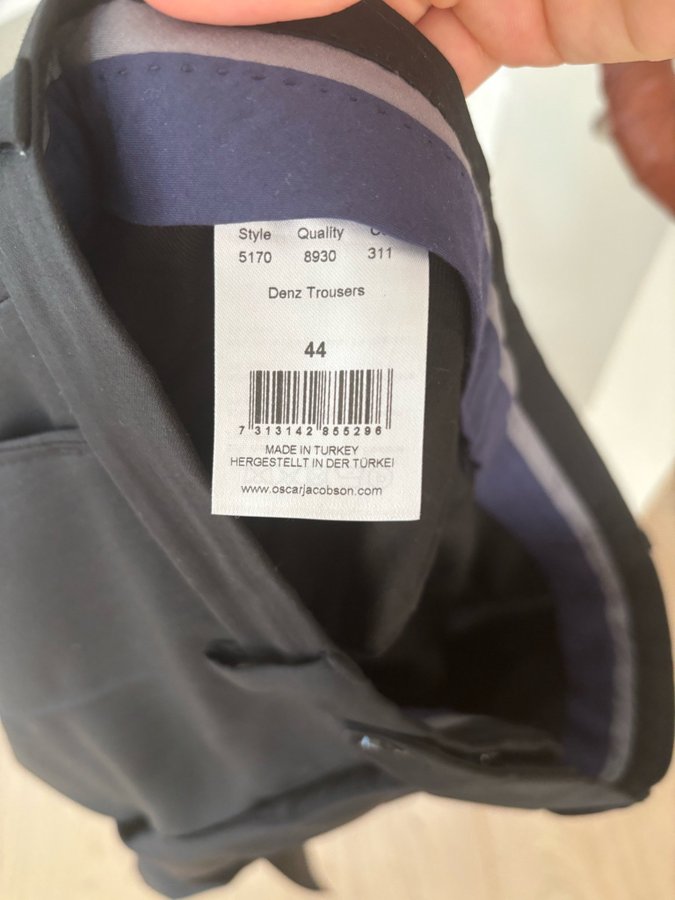 Style Quality
5170 8930 311
Denz Trousers
44
7 313142 855296
MADE IN TURKEY
HERGESTELLT IN DER TÜRKEI
www.oscarjacobson.com